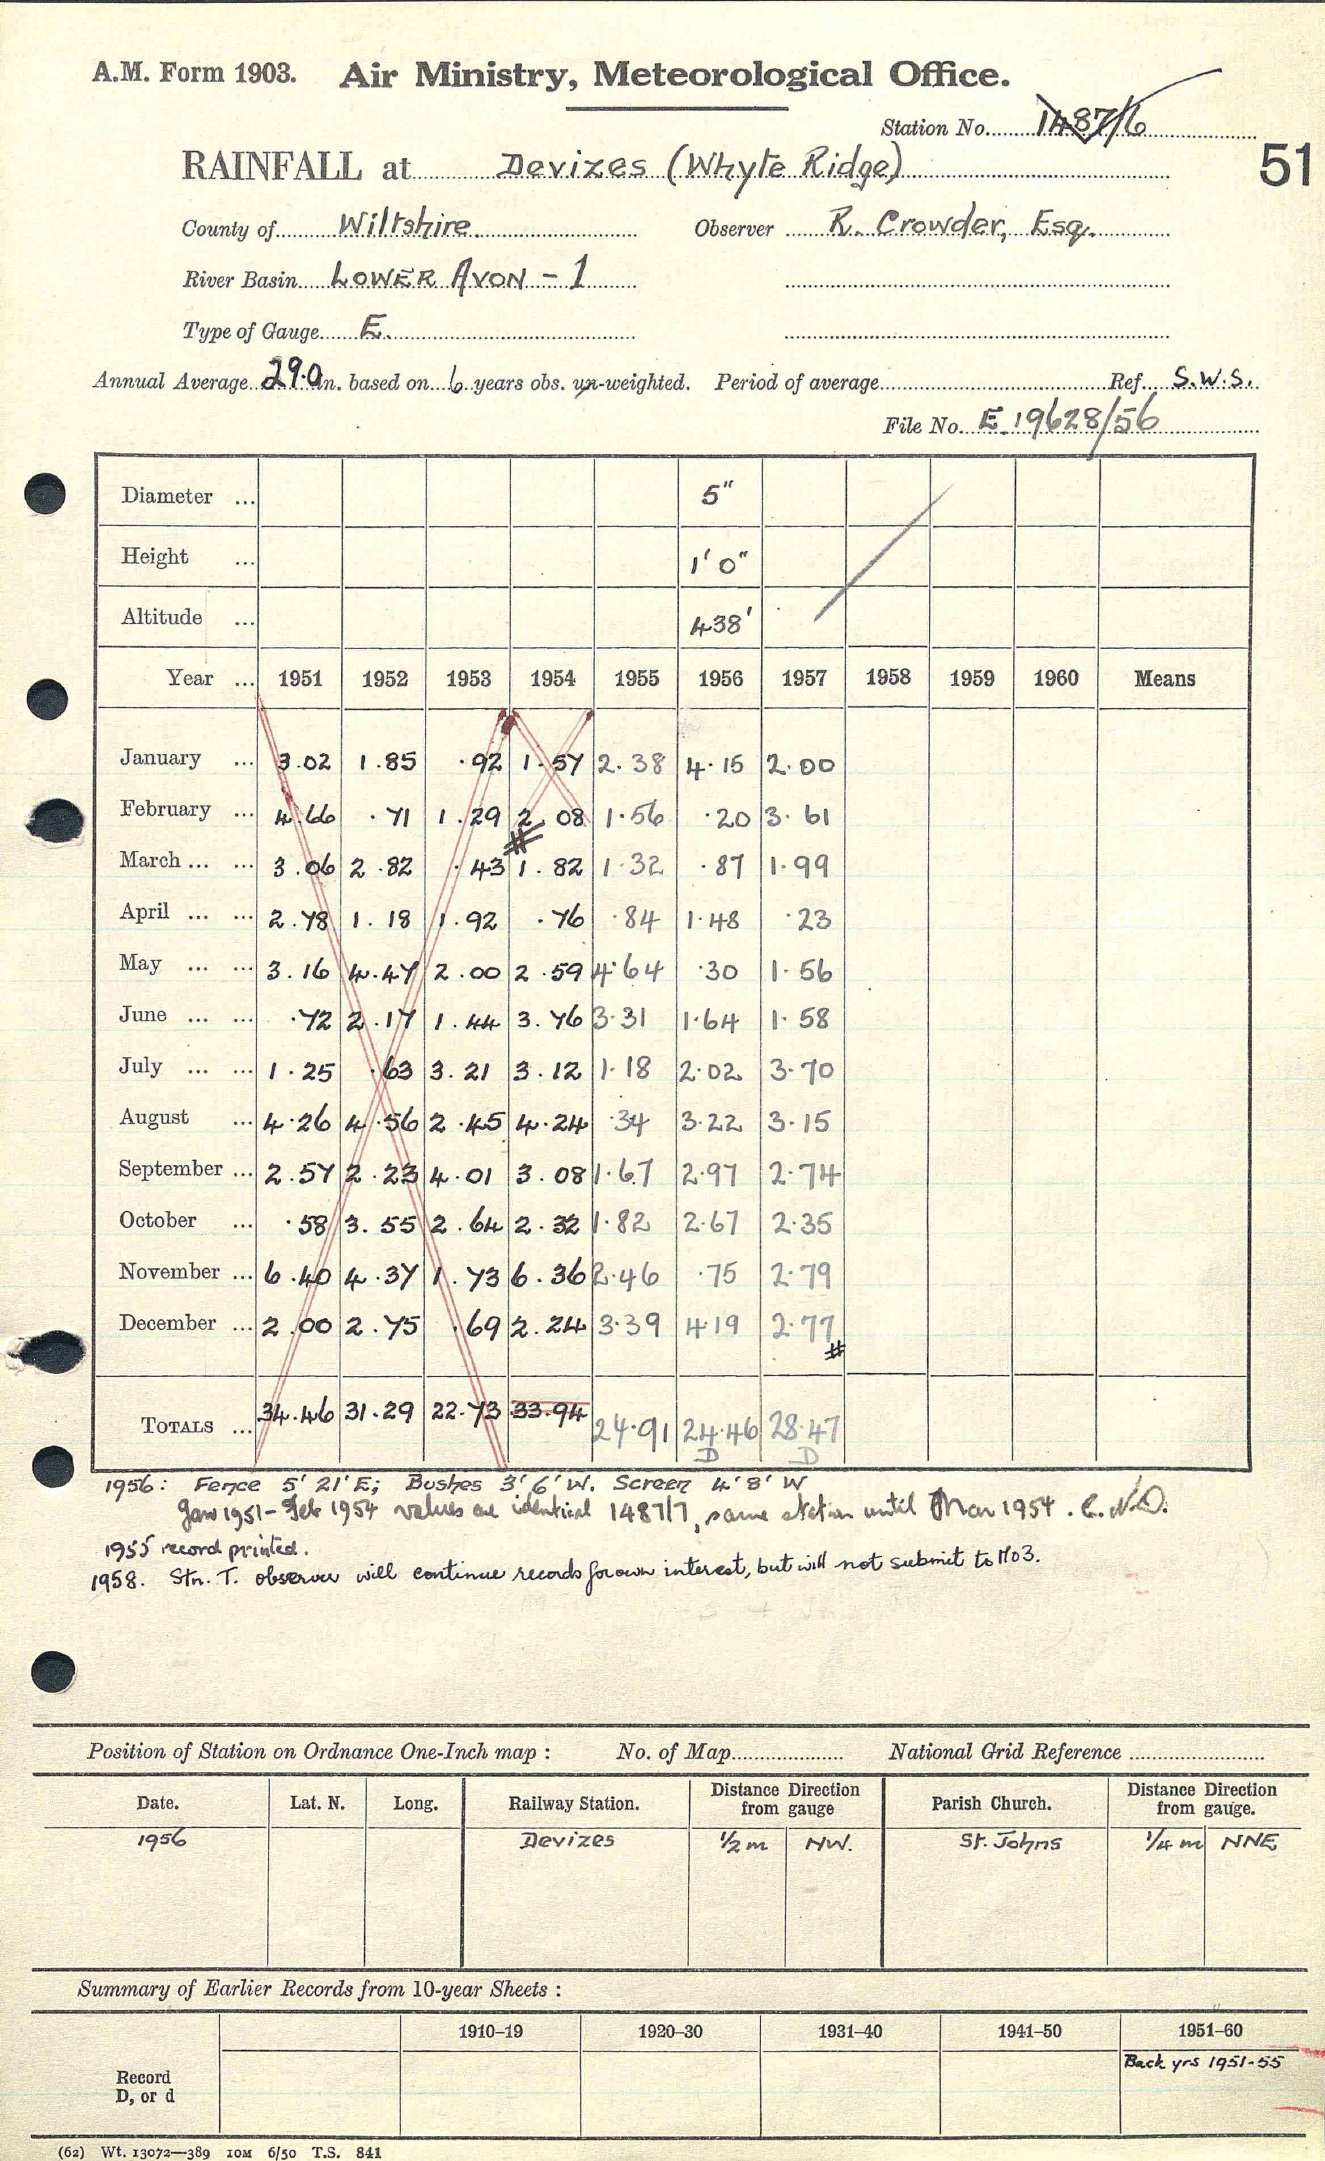 A.M. Form 1903. Air Ministry, Meteorological Office.
Station No. 1487/6
51
RAINFALL at Devizes (Whyte Ridge)
County of Wiltshire. Observer R. Crowder, Esq.
River Basin LOWER AVON - 1
Type of Gauge E.
Annual Average 29.0 in. based on 6 years obs. un-weighted. Period of average Ref. S.W.S.
File No. E 19628/56
Diameter ... 5"
Height ... 1' 0"
Altitude ... 438'
Year ... 1951 1952 1953 1954 1955 1956 1957 1958 1959 1960 Means
January ... 3.02 1.85 .92 1.57 2.38 4.15 2.00
February ... 4.66 .71 1.29 2.08 1.56 .20 3.61
March ... ... 3.06 2.82 .43 1.82 1.32 .87 1.99
April ... ... 2.78 1.18 1.92 .76 .84 1.48 .23
May ... ... 3.16 4.47 2.00 2.59 4.64 .30 1.56
June ... ... .72 2.17 1.44 3.76 3.31 1.64 1.58
July ... ... 1.25 .63 3.21 3.12 1.18 2.02 3.70
August ... 4.26 4.56 2.45 4.24 .34 3.22 3.15
September ... 2.57 2.23 4.01 3.08 1.67 2.97 2.74
October ... .58 3.55 2.64 2.32 1.82 2.67 2.35
November ... 6.40 4.37 1.73 6.36 2.46 .75 2.79
December ... 2.00 2.75 .69 2.24 3.39 4.19 2.77
TOTALS ... 34.46 31.29 22.73 33.94 24.91 24.46 28.47
D D
1956: Fence 5' 21' E; Bushes 3' 6' W. Screen 4' 8' W
Jan 1951 - Feb 1954 values are identical 1487/7, same station until Mar 1954.
1955 record printed.
1958. Stn. T. observer will continue records for own interest, but will not submit to MO3.
Position of Station on Ordnance One-Inch map : No. of Map National Grid Reference
Date. Lat. N. Long. Railway Station. Distance Direction from gauge Parish Church. Distance Direction from gauge.
1956 Devizes 1/2 m NW. St. Johns 1/4 m NNE
Summary of Earlier Records from 10-year Sheets :
1910–19 1920–30 1931–40 1941–50 1951–60
Back yrs 1951-55
Record
D, or d
(62) Wt. 13072—389 10M 6/50 T.S. 841